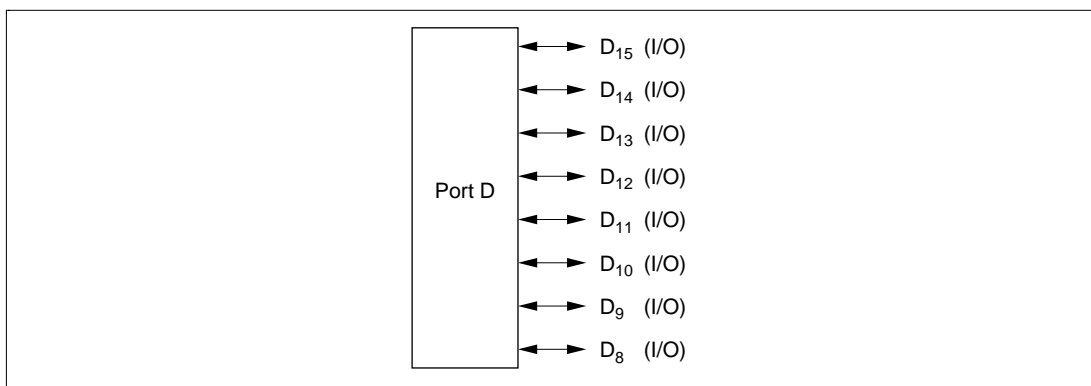 D15 (I/O)
D14 (I/O)
D13 (I/O)
D12 (I/O)
Port D
D11 (I/O)
D10 (I/O)
D9 (I/O)
D8 (I/O)